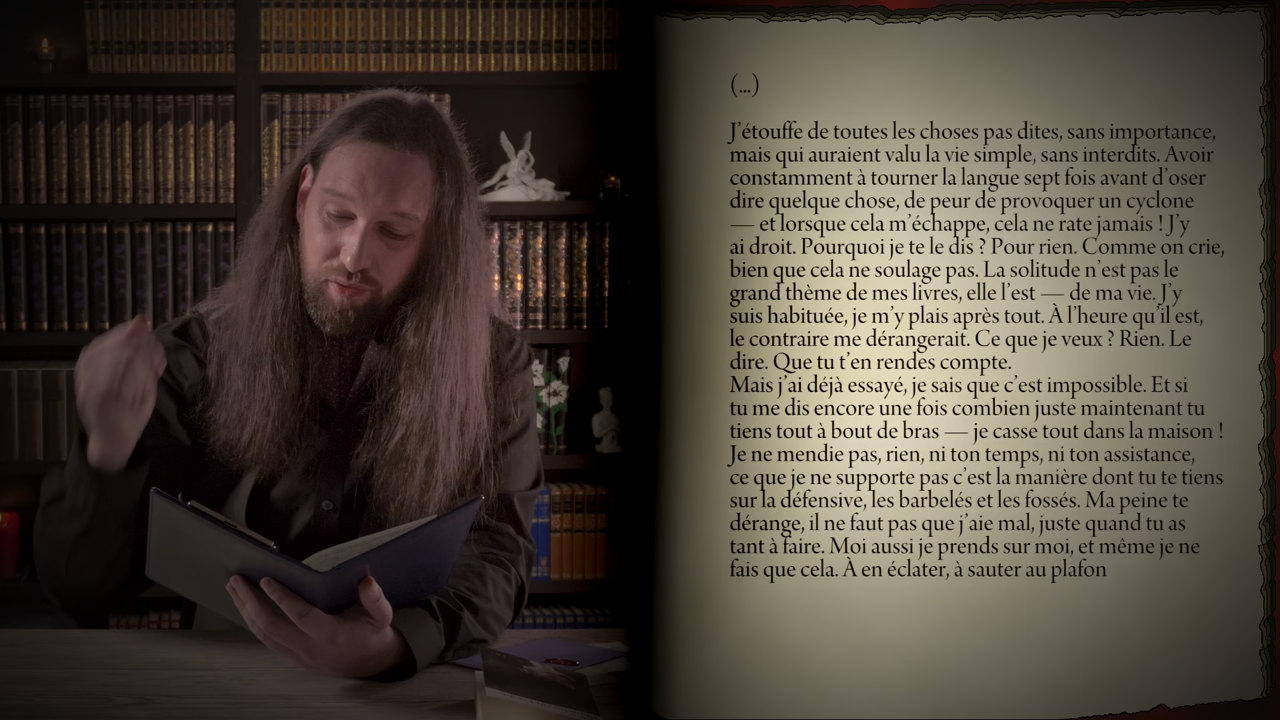 (...)
J'étouffe de toutes les choses pas dites, sans importance,
mais qui auraient valu la vie simple, sans interdits. Avoir
constamment à tourner la langue sept fois avant d'oser
dire quelque chose, de peur de provoquer un cyclone
— et lorsque cela m'échappe, cela ne rate jamais ! J'y
ai droit. Pourquoi je te le dis ? Pour rien. Comme on crie,
bien que cela ne soulage pas. La solitude n'est pas le
grand thème de mes livres, elle l'est — de ma vie. J'y
suis habituée, je m'y plais après tout. À l'heure qu'il est,
le contraire me dérangerait. Ce que je veux ? Rien. Le
dire. Que tu t'en rendes compte.
Mais j'ai déjà essayé, je sais que c'est impossible. Et si
tu me dis encore une fois combien juste maintenant tu
tiens tout à bout de bras — je casse tout dans la maison !
Je ne mendie pas, rien, ni ton temps, ni ton assistance,
ce que je ne supporte pas c'est la manière dont tu te tiens
sur la défensive, les barbelés et les fossés. Ma peine te
dérange, il ne faut pas que j'aie mal, juste quand tu as
tant à faire. Moi aussi je prends sur moi, et même je ne
fais que cela. À en éclater, à sauter au plafon